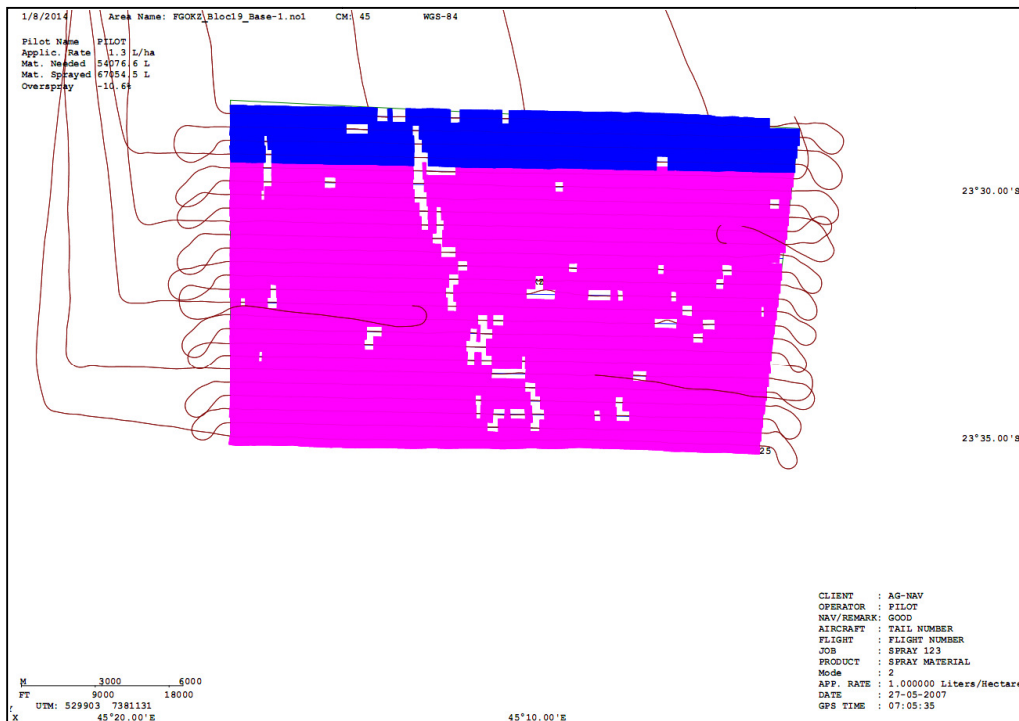 1/8/2014 Area Name: FGOKZ_Bloc19_Base-1.no1 CM: 45 WGS-84
Pilot Name PILOT
Applic. Rate 1.3 L/ha
Mat. Needed 54076.6 L
Mat. Sprayed 67054.5 L
Overspray -10.6%
23°30.00'S
23°35.00'S
25
CLIENT : AG-NAV
OPERATOR : PILOT
NAV/REMARK: GOOD
AIRCRAFT : TAIL NUMBER
FLIGHT : FLIGHT NUMBER
JOB : SPRAY 123
PRODUCT : SPRAY MATERIAL
Mode : 2
APP. RATE : 1.000000 Liters/Hectare
DATE : 27-05-2007
GPS TIME : 07:05:35
M 3000 6000
FT 9000 18000
UTM: 529903 7381131
X 45°20.00'E 45°10.00'E